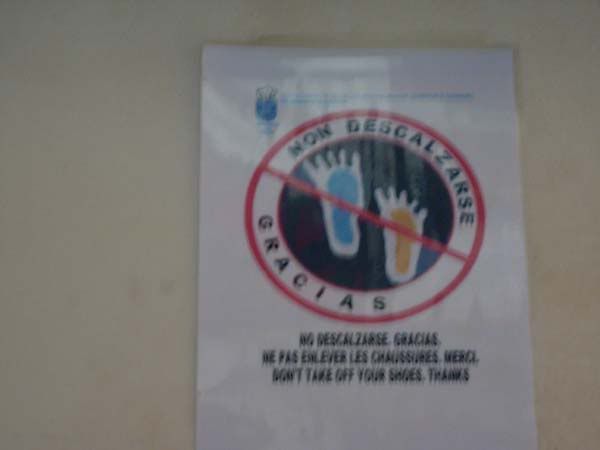 NON DESCALZARSE
GRACIAS
NO DESCALZARSE. GRACIAS.
NE PAS ENLEVER LES CHAUSSURES. MERCI.
DON'T TAKE OFF YOUR SHOES. THANKS